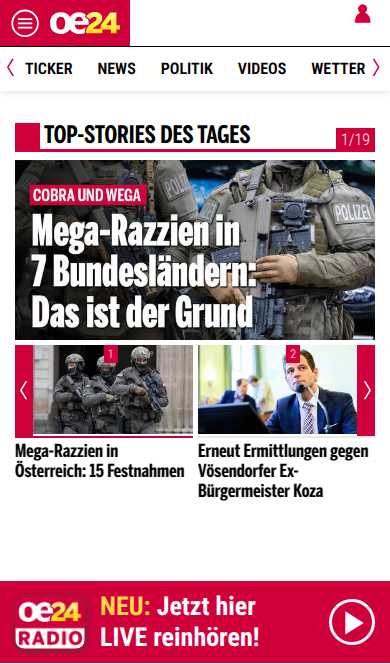 oe24
TICKER NEWS POLITIK VIDEOS WETTER
TOP-STORIES DES TAGES
1/19
POLIZEI
POLIZEI
COBRA UND WEGA
Mega-Razzien in
7 Bundesländern:
Das ist der Grund
1
2
Mega-Razzien in
Österreich: 15 Festnahmen
Erneut Ermittlungen gegen
Vösendorfer Ex-
Bürgermeister Koza
oe24
RADIO
NEU: Jetzt hier
LIVE reinhören!